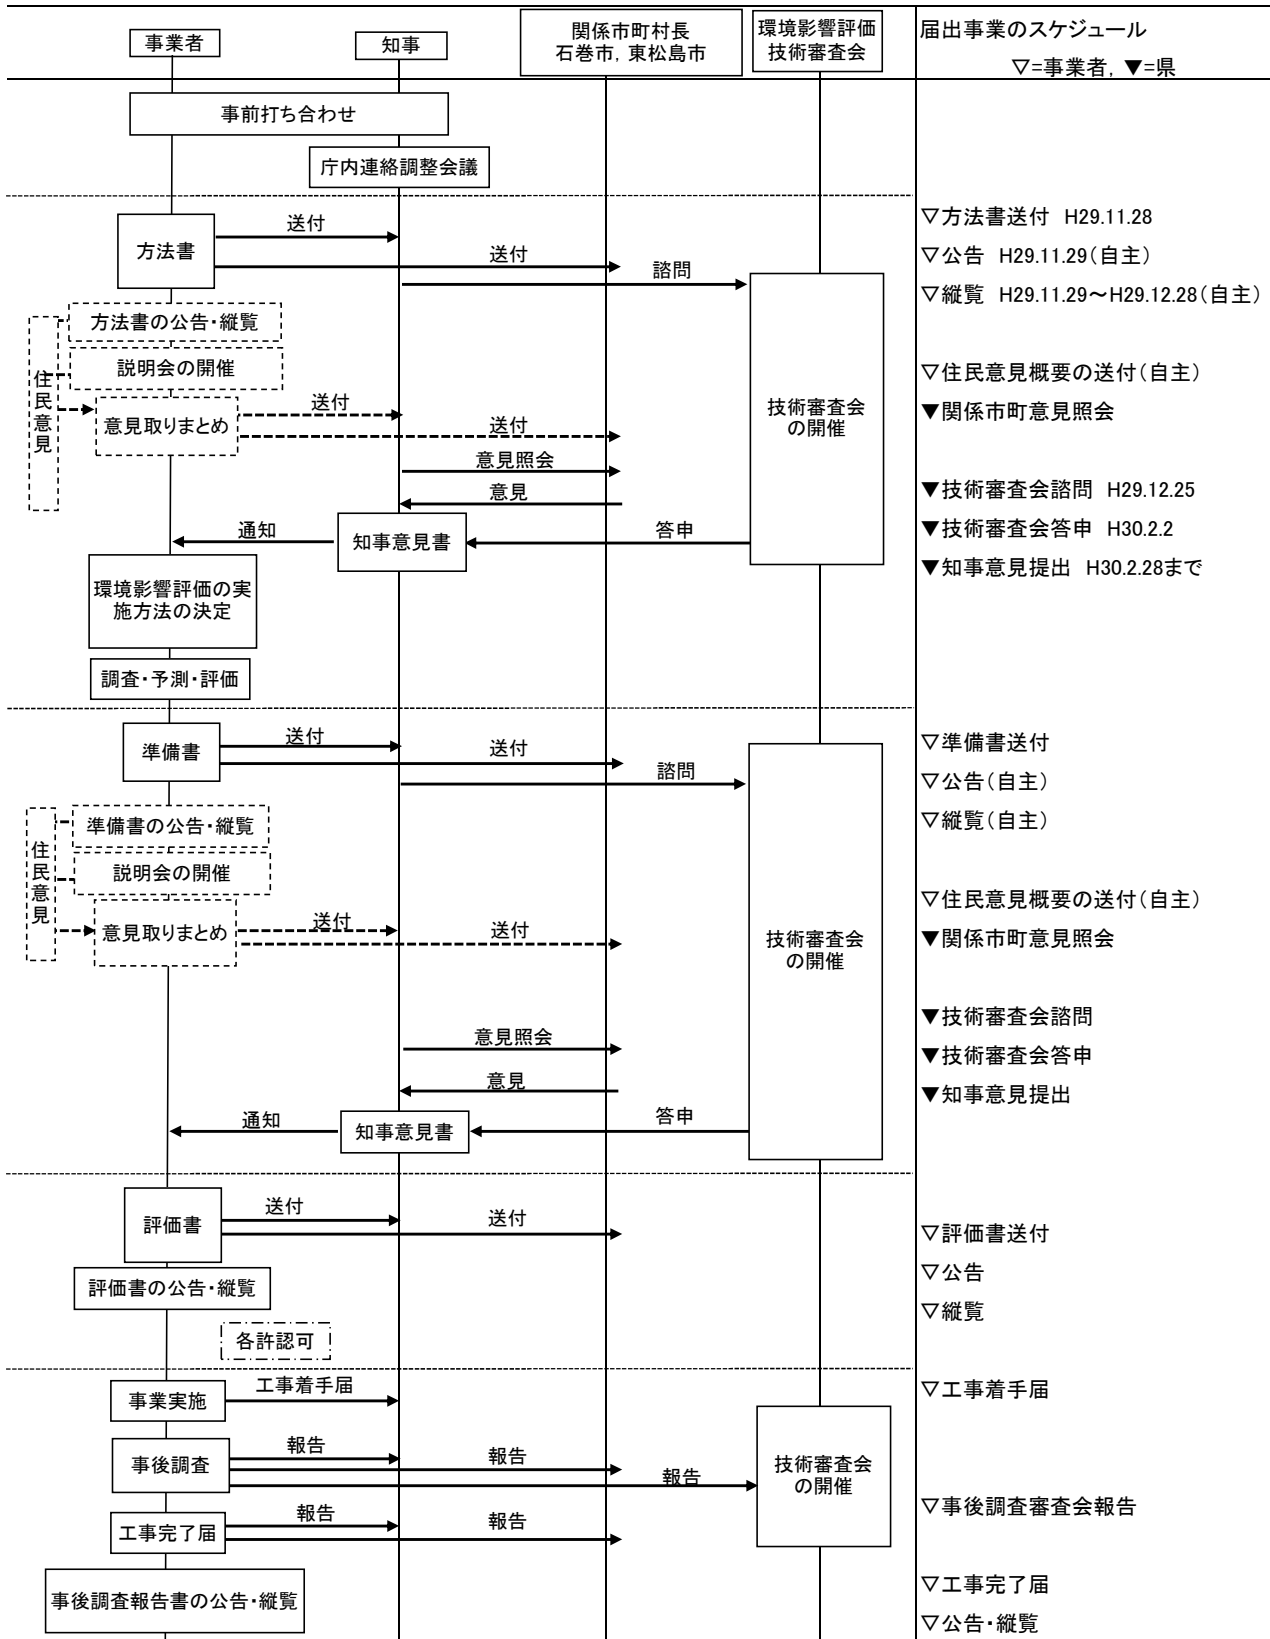 事業者
知事
関係市町村長
石巻市，東松島市
環境影響評価
技術審査会
届出事業のスケジュール
▽=事業者，▼=県
事前打ち合わせ
庁内連絡調整会議
方法書
送付
送付
諮問
▽方法書送付 H29.11.28
▽公告 H29.11.29（自主）
▽縦覧 H29.11.29～H29.12.28（自主）
方法書の公告・縦覧
説明会の開催
住民意見
意見取りまとめ
送付
送付
技術審査会
の開催
▽住民意見概要の送付（自主）
▼関係市町意見照会
意見照会
意見
▼技術審査会諮問 H29.12.25
通知
知事意見書
答申
▼技術審査会答申 H30.2.2
▼知事意見提出 H30.2.28まで
環境影響評価の実
施方法の決定
調査・予測・評価
準備書
送付
送付
諮問
▽準備書送付
▽公告（自主）
▽縦覧（自主）
準備書の公告・縦覧
説明会の開催
住民意見
意見取りまとめ
送付
送付
技術審査会
の開催
▽住民意見概要の送付（自主）
▼関係市町意見照会
意見照会
意見
▼技術審査会諮問
▼技術審査会答申
▼知事意見提出
通知
知事意見書
答申
評価書
送付
送付
▽評価書送付
▽公告
▽縦覧
評価書の公告・縦覧
各許認可
事業実施
工事着手届
▽工事着手届
事後調査
報告
報告
報告
技術審査会
の開催
▽事後調査審査会報告
工事完了届
報告
報告
事後調査報告書の公告・縦覧
▽工事完了届
▽公告・縦覧